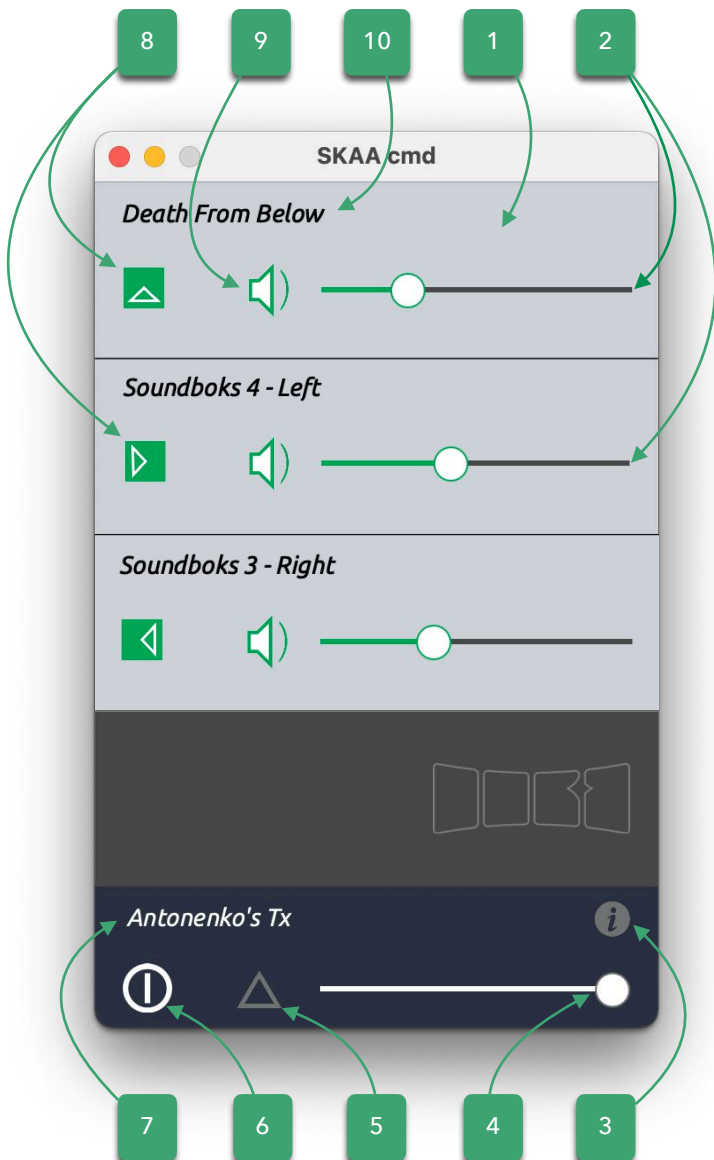 8 9 10 1 2
SKAA cmd
Death From Below
Soundboks 4 - Left
Soundboks 3 - Right
Antonenko's Tx
i
7 6 5 4 3